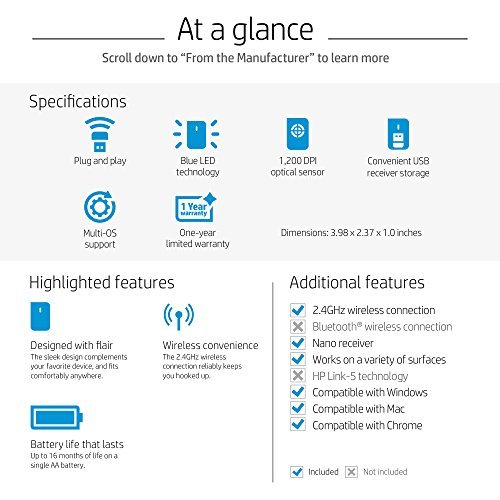 At a glance
Scroll down to “From the Manufacturer” to learn more
Specifications
Plug and play
Blue LED
technology
1,200 DPI
optical sensor
Convenient USB
receiver storage
Multi-OS
support
1 Year
warranty
One-year
limited warranty
Dimensions: 3.98 x 2.37 x 1.0 inches
Highlighted features
Designed with flair
The sleek design complements
your favorite device, and fits
comfortably anywhere.
Wireless convenience
The 2.4GHz wireless
connection reliably keeps
you hooked up.
Battery life that lasts
Up to 16 months of life on a
single AA battery.
Additional features
2.4GHz wireless connection
Bluetooth® wireless connection
Nano receiver
Works on a variety of surfaces
HP Link-5 technology
Compatible with Windows
Compatible with Mac
Compatible with Chrome
Included
Not included